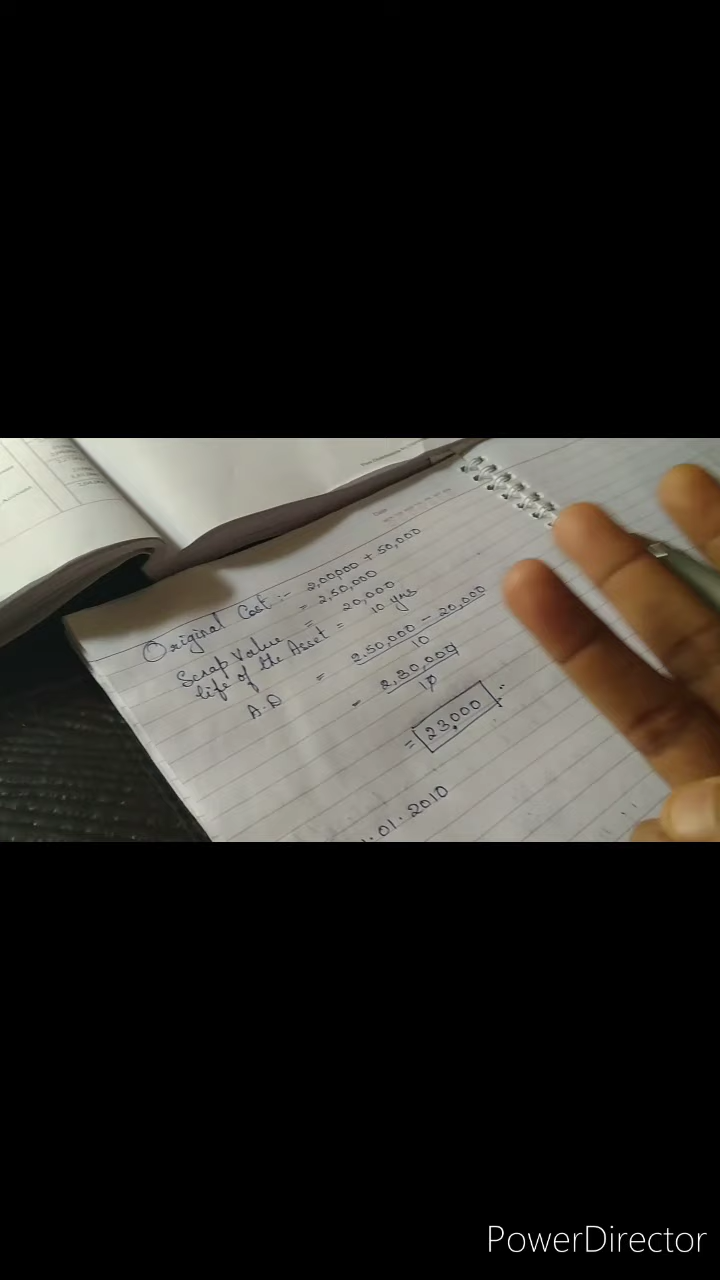 Original Cost :- 2,00,000 + 50,000
= 2,50,000
Scrap Value = 20,000
life of the Asset = 10 yrs
A.D = 2,50,000 - 20,000
10
= 2,30,000
10
= 23,000
.01.2010
PowerDirector